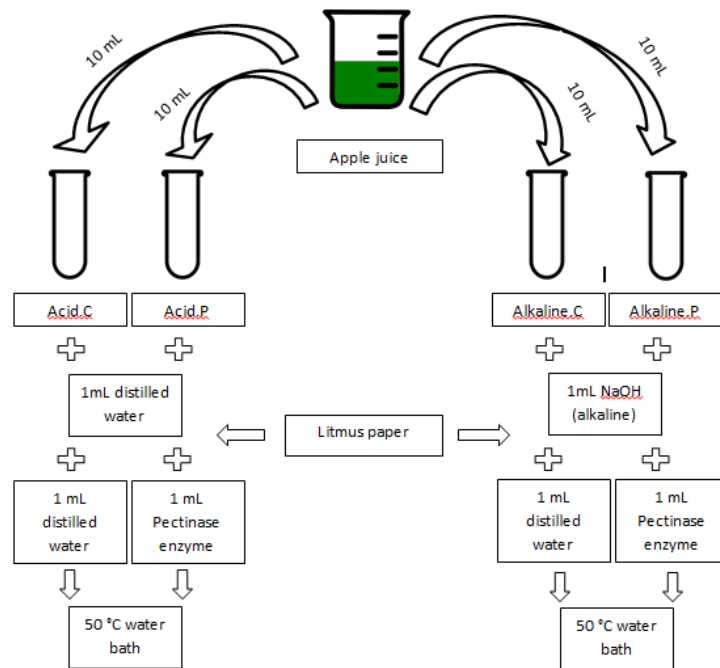 10 mL
10 mL
10 mL
10 mL
Apple juice
Acid.C
Acid.P
Alkaline.C
Alkaline.P
1mL distilled
water
Litmus paper
1mL NaOH
(alkaline)
1 mL
distilled
water
1 mL
Pectinase
enzyme
1 mL
distilled
water
1 mL
Pectinase
enzyme
50 °C water
bath
50 °C water
bath